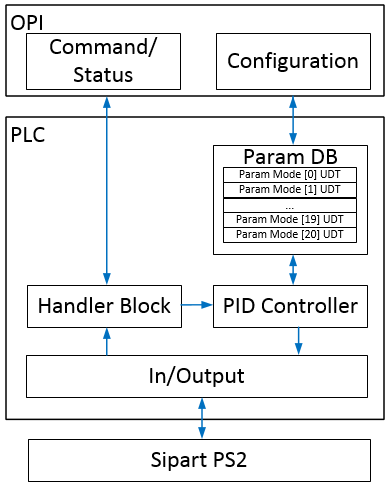 OPI
Command/
Status
Configuration
PLC
Param DB
Param Mode [0] UDT
Param Mode [1] UDT
...
Param Mode [19] UDT
Param Mode [20] UDT
Handler Block
PID Controller
In/Output
Sipart PS2